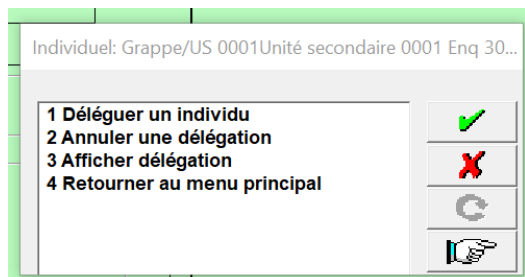 Individuel: Grappe/US 0001Unité secondaire 0001 Enq 30...
1 Déléguer un individu
2 Annuler une délégation
3 Afficher délégation
4 Retourner au menu principal